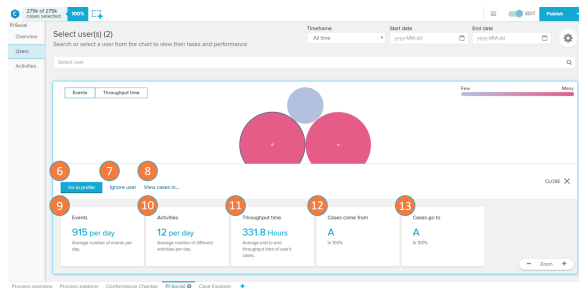 279k of 279k
cases selected
100%
EDIT
Publish
PI Social
Overview
Users
Activities
Select user(s) (2)
Search or select a user from the chart to view their tasks and performance
Timeframe
All time
Start date
yyyy-MM-dd
End date
yyyy-MM-dd
Select user
Events
Throughput time
Few
Many
6
7
8
Go to profile
Ignore user
View cases in...
CLOSE
9
10
11
12
13
Events
915 per day
Average number of events per
day.
Activities
12 per day
Average number of different
activities per day.
Throughput time
331.8 Hours
Average end to end
throughput time of user's
cases.
Cases come from
A
In 100%.
Cases go to
A
In 100%.
Zoom
Process overview
Process explorer
Conformance Checker
PI Social
Case Explorer